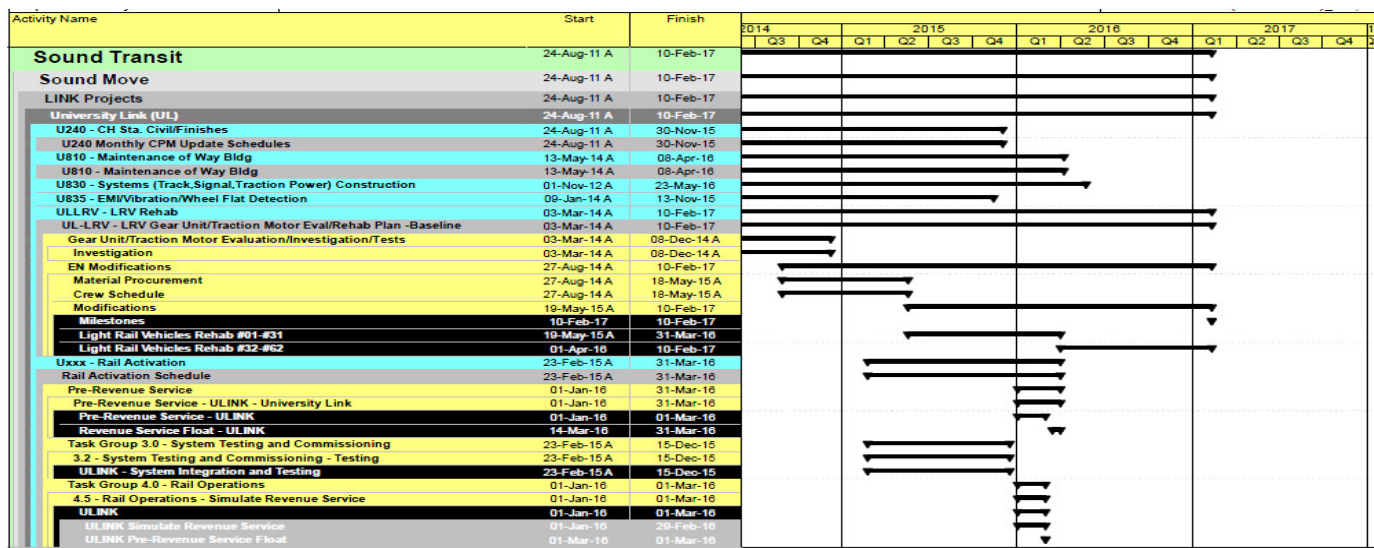 Activity Name Start Finish
2014 2015 2016 2017 1
Q3 Q4 Q1 Q2 Q3 Q4 Q1 Q2 Q3 Q4 Q1 Q2 Q3 Q4
Sound Transit 24-Aug-11 A 10-Feb-17
Sound Move 24-Aug-11 A 10-Feb-17
LINK Projects 24-Aug-11 A 10-Feb-17
University Link (UL) 24-Aug-11 A 10-Feb-17
U240 - CH Sta. Civil/Finishes 24-Aug-11 A 30-Nov-15
U240 Monthly CPM Update Schedules 24-Aug-11 A 30-Nov-15
U810 - Maintenance of Way Bldg 13-May-14 A 08-Apr-16
U810 - Maintenance of Way Bldg 13-May-14 A 08-Apr-16
U830 - Systems (Track,Signal,Traction Power) Construction 01-Nov-12 A 23-May-16
U835 - EMI/Vibration/Wheel Flat Detection 09-Jan-14 A 13-Nov-15
ULLRV - LRV Rehab 03-Mar-14 A 10-Feb-17
UL-LRV - LRV Gear Unit/Traction Motor Eval/Rehab Plan -Baseline 03-Mar-14 A 10-Feb-17
Gear Unit/Traction Motor Evaluation/Investigation/Tests 03-Mar-14 A 08-Dec-14 A
Investigation 03-Mar-14 A 08-Dec-14 A
EN Modifications 27-Aug-14 A 10-Feb-17
Material Procurement 27-Aug-14 A 18-May-15 A
Crew Schedule 27-Aug-14 A 18-May-15 A
Modifications 19-May-15 A 10-Feb-17
Milestones 10-Feb-17 10-Feb-17
Light Rail Vehicles Rehab #01-#31 19-May-15 A 31-Mar-16
Light Rail Vehicles Rehab #32-#62 01-Apr-16 10-Feb-17
Uxxx - Rail Activation 23-Feb-15 A 31-Mar-16
Rail Activation Schedule 23-Feb-15 A 31-Mar-16
Pre-Revenue Service 01-Jan-16 31-Mar-16
Pre-Revenue Service - ULINK - University Link 01-Jan-16 31-Mar-16
Pre-Revenue Service - ULINK 01-Jan-16 01-Mar-16
Revenue Service Float - ULINK 14-Mar-16 31-Mar-16
Task Group 3.0 - System Testing and Commissioning 23-Feb-15 A 15-Dec-15
3.2 - System Testing and Commissioning - Testing 23-Feb-15 A 15-Dec-15
ULINK - System Integration and Testing 23-Feb-15 A 15-Dec-15
Task Group 4.0 - Rail Operations 01-Jan-16 01-Mar-16
4.5 - Rail Operations - Simulate Revenue Service 01-Jan-16 01-Mar-16
ULINK 01-Jan-16 01-Mar-16
ULINK Simulate Revenue Service 01-Jan-16 29-Feb-16
ULINK Pre-Revenue Service Float 01-Mar-16 01-Mar-16